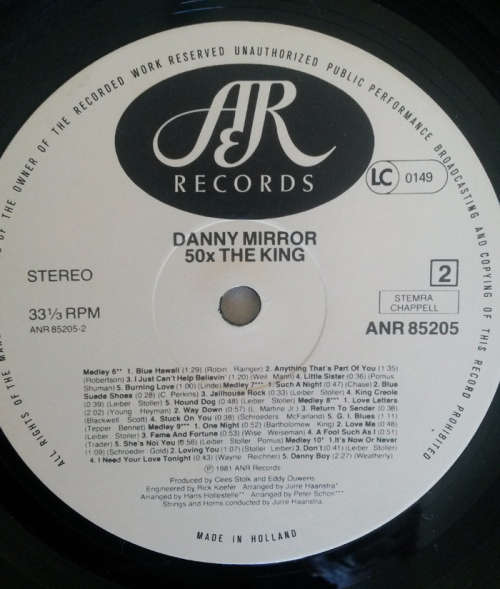 OF THE OWNER OF THE RECORDED WORK RESERVED UNAUTHORIZED PUBLIC PERFORMANCE BROADCASTING AND COPYING OF THIS RECORD PROHIBITED
ALL RIGHTS OF THE
A&R
RECORDS
LC 0149
DANNY MIRROR
50x THE KING
STEREO
2
33⅓ RPM
STEMRA
CHAPPELL
ANR 85205-2
ANR 85205
Medley 6** 1. Blue Hawaii (1:29) (Robin Rainger) 2. Anything That's Part Of You (1:35)
(Robertson) 3. I Just Can't Help Believin' (1:20) (Weil Mann) 4. Little Sister (0:36) (Pomus
Shuman) 5. Burning Love (1:00) (Linde) Medley 7*** 1. Such A Night (0:47) (Chase) 2. Blue
Suede Shoes (0:28) (C. Perkins) 3. Jailhouse Rock (0:33) (Leiber Stoller) 4. King Creole
(0:39) (Leiber Stoller) 5. Hound Dog (0:48) (Leiber Stoller) Medley 8*** 1. Love Letters
(2:02) (Young Heyman) 2. Way Down (0:57) (L. Martine Jr.) 3. Return To Sender (0:38)
(Blackwell Scott) 4. Stuck On You (0:38) (Schroeders McFarland) 5. G.I. Blues (1:11)
(Tepper Bennett) Medley 9*** 1. One Night (0:52) (Bartholomew King) 2. Love Me (0:48)
(Leiber Stoller) 3. Fame And Fortune (0:53) (Wise Weiseman) 4. A Fool Such As I (0:51)
(Trader) 5. She's Not You (0:58) (Leiber Stoller Pomus) Medley 10* 1. It's Now Or Never
(1:09) (Schroeder Gold) 2. Loving You (1:07) (Stoller Leiber) 3. Don't (0:41) (Leiber Stoller)
4. I Need Your Love Tonight (0:43) (Wayne Reichner) 5. Danny Boy (2:27) (Weatherly)
℗ 1981 ANR Records
Produced by Cees Stolk and Eddy Ouwens
Engineered by Rick Keefer Arranged by Jurre Haanstra*
Arranged by Hans Hollestelle** Arranged by Peter Schon***
Strings and Horns conducted by Jurre Haanstra
MADE IN HOLLAND